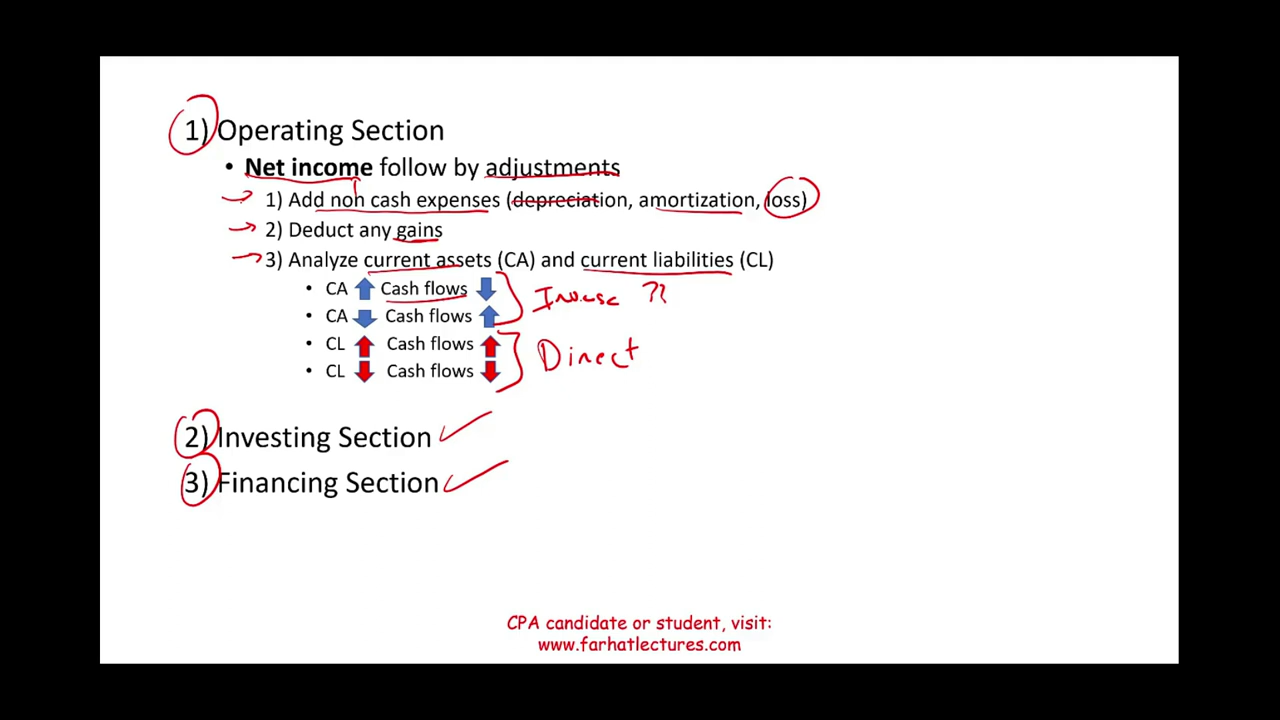 1) Operating Section
• Net income follow by adjustments
1) Add non cash expenses (depreciation, amortization, loss)
2) Deduct any gains
3) Analyze current assets (CA) and current liabilities (CL)
• CA Cash flows
• CA Cash flows
?? 
• CL Cash flows
• CL Cash flows
Direct
2) Investing Section
3) Financing Section
CPA candidate or student, visit:
www.farhatlectures.com